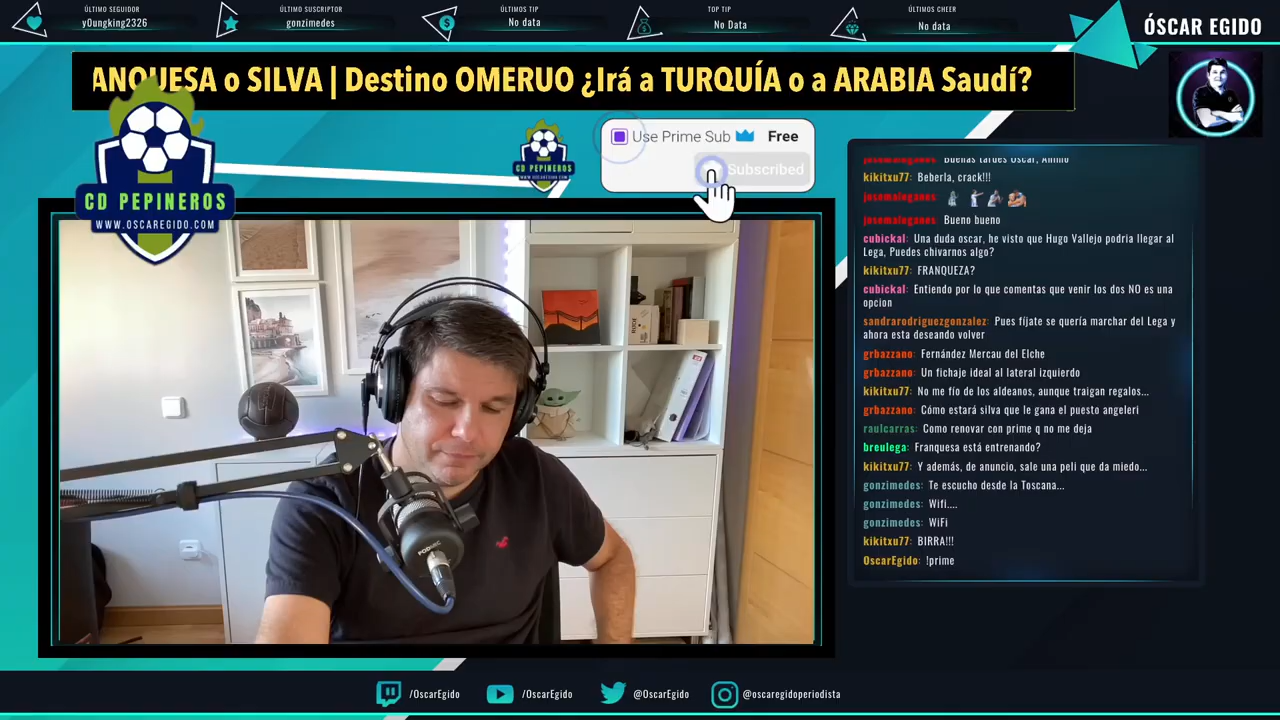 ÚLTIMO SEGUIDOR
y0ungking2326
ÚLTIMO SUSCRIPTOR
gonzimedes
ÚLTIMOS TIP
No data
TOP TIP
No Data
ÚLTIMOS CHEER
No data
ÓSCAR EGIDO
ANQUESA o SILVA | Destino OMERUO ¿Irá a TURQUÍA o a ARABIA Saudí?
CD PEPINEROS
WWW.OSCAREGIDO.COM
CD PEPINEROS
Use Prime Sub Free
Subscribed
josemaleganes: Buenas tardes Oscar, Animo
kikitxu77: Beberla, crack!!!
josemaleganes:
josemaleganes: Bueno bueno
cubickal: Una duda oscar, he visto que Hugo Vallejo podria llegar al
Lega, Puedes chivarnos algo?
kikitxu77: FRANQUEZA?
cubickal: Entiendo por lo que comentas que venir los dos NO es una
opcion
sandrarodriguezgonzalez: Pues fíjate se quería marchar del Lega y
ahora esta deseando volver
grbazzano: Fernández Mercau del Elche
grbazzano: Un fichaje ideal al lateral izquierdo
kikitxu77: No me fío de los aldeanos, aunque traigan regalos...
grbazzano: Cómo estará silva que le gana el puesto angeleri
raulcarras: Como renovar con prime q no me deja
breulega: Franquesa está entrenando?
kikitxu77: Y además, de anuncio, sale una peli que da miedo...
gonzimedes: Te escucho desde la Toscana...
gonzimedes: Wifi....
gonzimedes: WiFi
kikitxu77: BIRRA!!!
OscarEgido: !prime
/OscarEgido
/OscarEgido
@OscarEgido
@oscaregidoperiodista